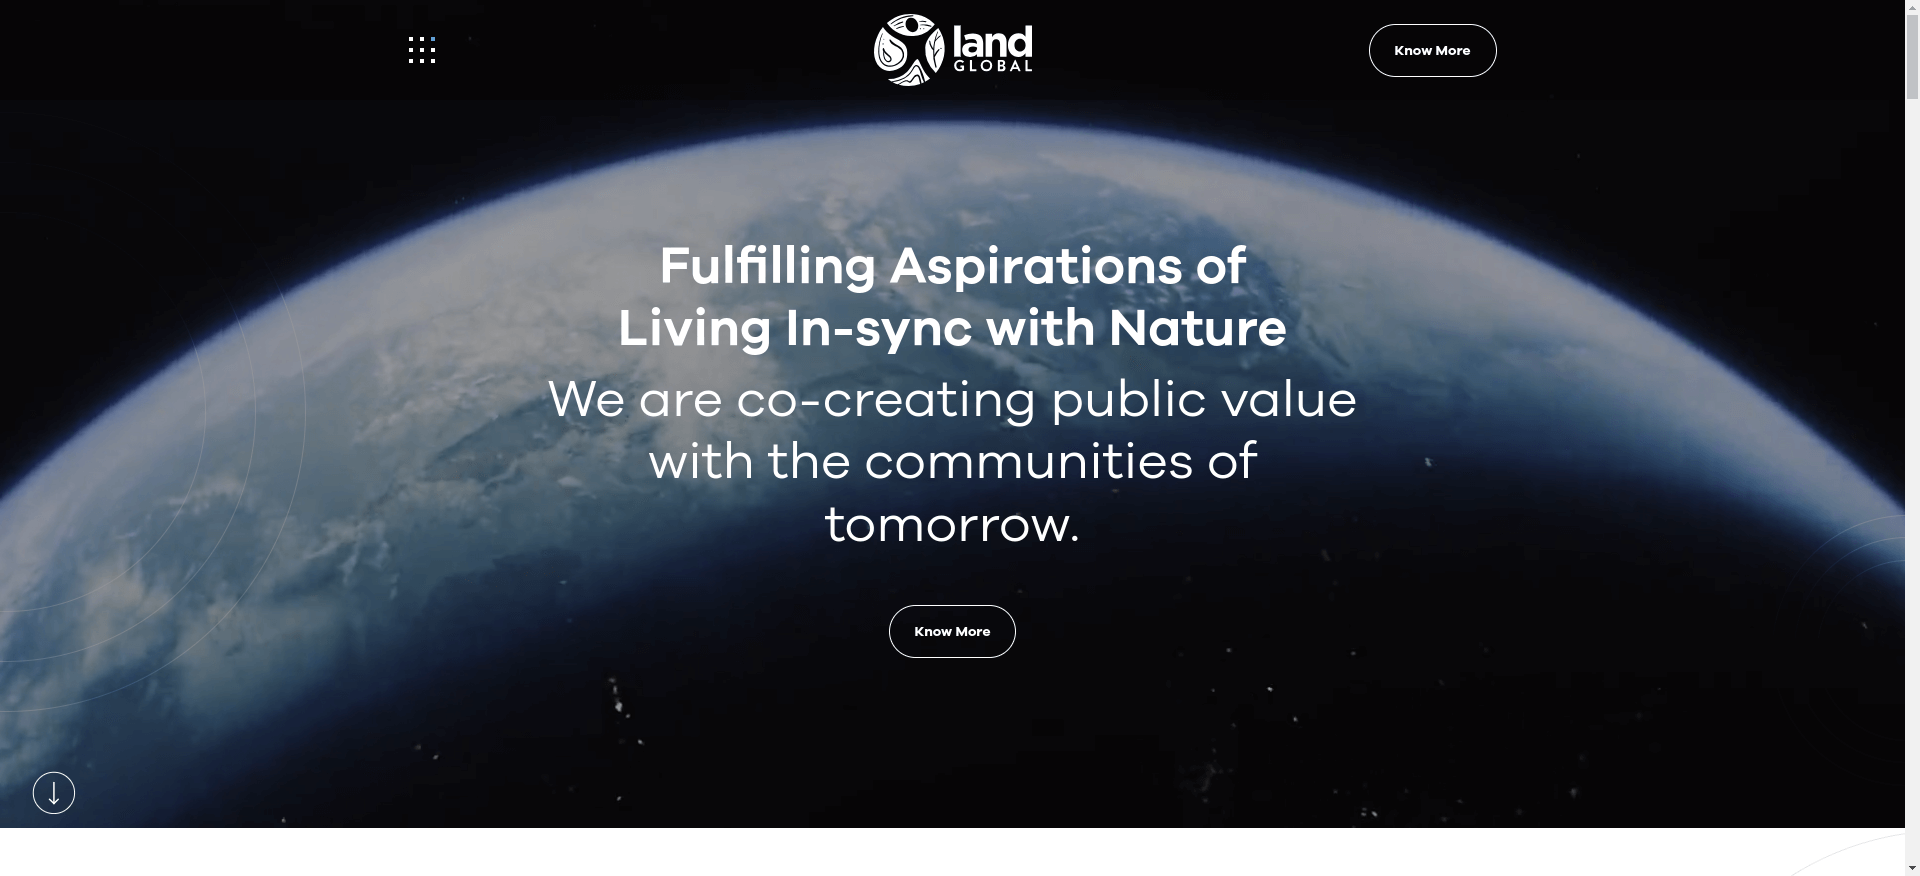 land
GLOBAL
Know More
Fulfilling Aspirations of
Living In-sync with Nature
We are co-creating public value
with the communities of
tomorrow.
Know More